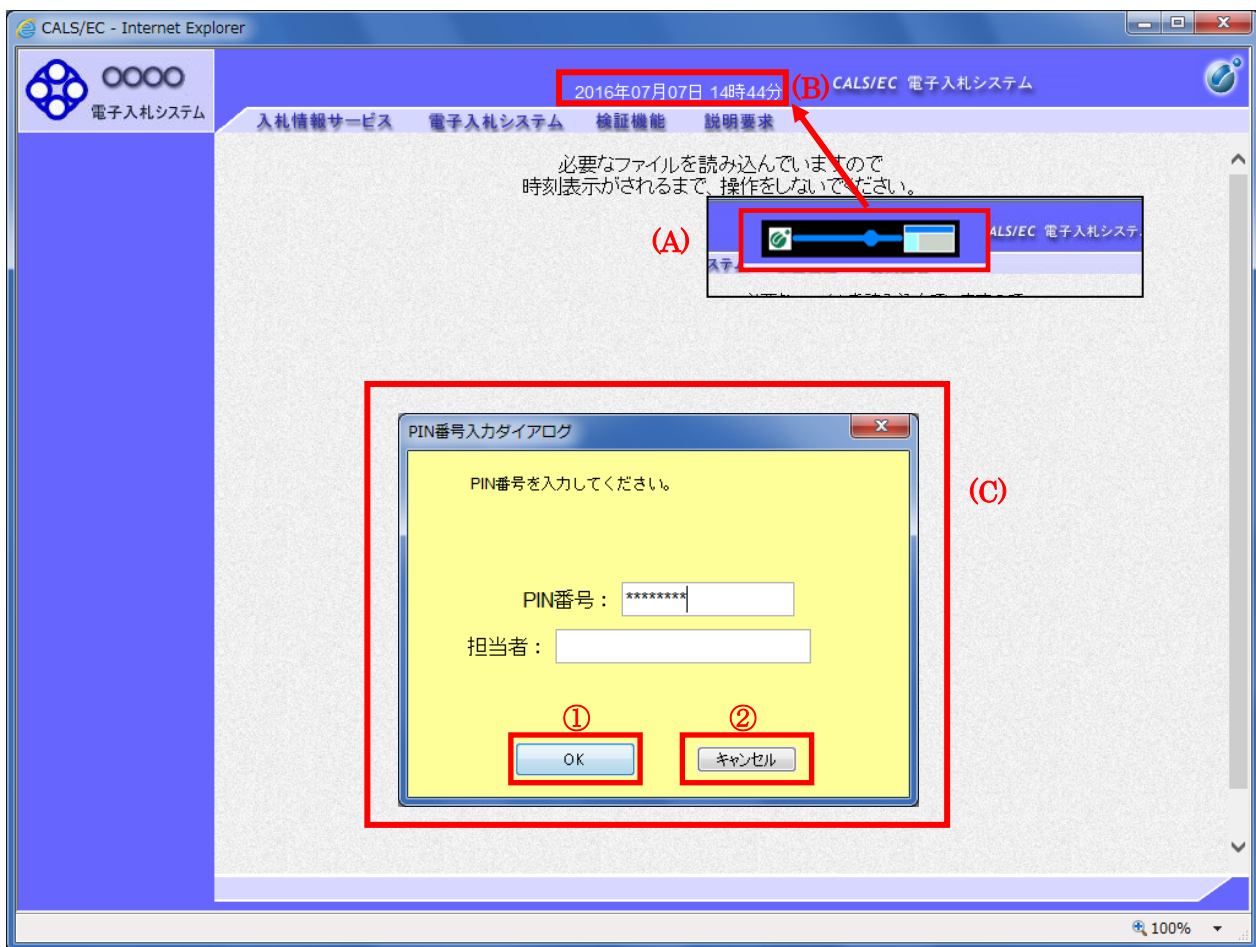 CALS/EC - Internet Explorer
○○○○
電子入札システム
2016年07月07日 14時44分
(B)
CALS/EC 電子入札システム
入札情報サービス 電子入札システム 検証機能 説明要求
必要なファイルを読み込んでいますので
時刻表示がされるまで、操作をしないでください。
(A)
ALS/EC 電子入札システ
ステム
(C)
PIN番号入力ダイアログ
PIN番号を入力してください。
PIN番号： ********
担当者：
① ②
OK キャンセル
100%